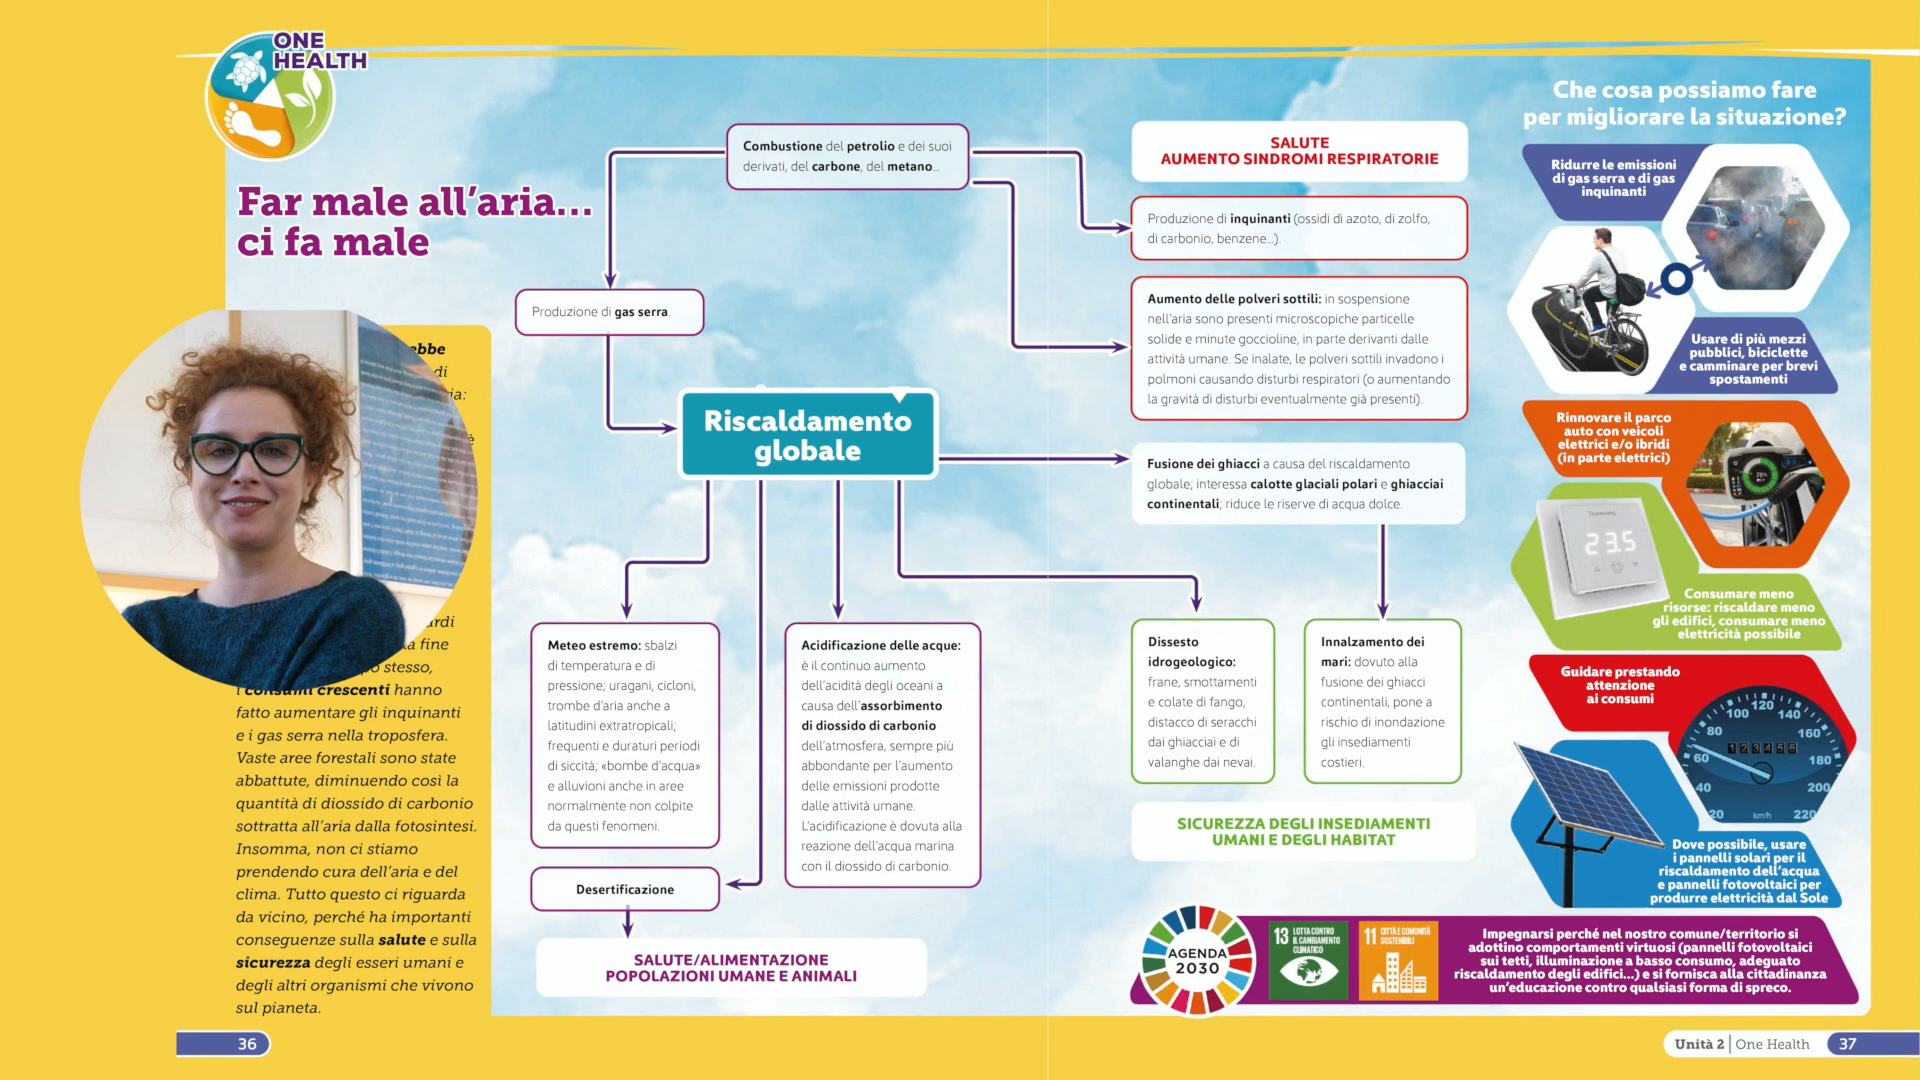 ONE
HEALTH
Far male all'aria...
ci fa male
ebbe
di
ia:
è
ardi
la fine
o stesso,
i consumi crescenti hanno
fatto aumentare gli inquinanti
e i gas serra nella troposfera.
Vaste aree forestali sono state
abbattute, diminuendo così la
quantità di diossido di carbonio
sottratta all'aria dalla fotosintesi.
Insomma, non ci stiamo
prendendo cura dell'aria e del
clima. Tutto questo ci riguarda
da vicino, perché ha importanti
conseguenze sulla salute e sulla
sicurezza degli esseri umani e
degli altri organismi che vivono
sul pianeta.
36
Combustione del petrolio e dei suoi
derivati, del carbone, del metano...
Produzione di gas serra.
Riscaldamento
globale
Meteo estremo: sbalzi
di temperatura e di
pressione; uragani, cicloni,
trombe d'aria anche a
latitudini extratropicali;
frequenti e duraturi periodi
di siccità; «bombe d'acqua»
e alluvioni anche in aree
normalmente non colpite
da questi fenomeni.
Desertificazione
Acidificazione delle acque:
è il continuo aumento
dell'acidità degli oceani a
causa dell'assorbimento
di diossido di carbonio
dell'atmosfera, sempre più
abbondante per l'aumento
delle emissioni prodotte
dalle attività umane.
L'acidificazione è dovuta alla
reazione dell'acqua marina
con il diossido di carbonio.
SALUTE/ALIMENTAZIONE
POPOLAZIONI UMANE E ANIMALI
SALUTE
AUMENTO SINDROMI RESPIRATORIE
Produzione di inquinanti (ossidi di azoto, di zolfo,
di carbonio, benzene...).
Aumento delle polveri sottili: in sospensione
nell'aria sono presenti microscopiche particelle
solide e minute goccioline, in parte derivanti dalle
attività umane. Se inalate, le polveri sottili invadono i
polmoni causando disturbi respiratori (o aumentando
la gravità di disturbi eventualmente già presenti).
Fusione dei ghiacci a causa del riscaldamento
globale; interessa calotte glaciali polari e ghiacciai
continentali; riduce le riserve di acqua dolce.
Dissesto
idrogeologico:
frane, smottamenti
e colate di fango,
distacco di seracchi
dai ghiacciai e di
valanghe dai nevai.
Innalzamento dei
mari: dovuto alla
fusione dei ghiacci
continentali, pone a
rischio di inondazione
gli insediamenti
costieri.
SICUREZZA DEGLI INSEDIAMENTI
UMANI E DEGLI HABITAT
Che cosa possiamo fare
per migliorare la situazione?
Ridurre le emissioni
di gas serra e di gas
inquinanti
Usare di più mezzi
pubblici, biciclette
e camminare per brevi
spostamenti
Rinnovare il parco
auto con veicoli
elettrici e/o ibridi
(in parte elettrici)
78%
23.5
Consumare meno
risorse: riscaldare meno
gli edifici, consumare meno
elettricità possibile
Guidare prestando
attenzione
ai consumi
20
40
60
80
100
120
140
160
180
200
220
123456
km/h
Dove possibile, usare
i pannelli solari per il
riscaldamento dell'acqua
e pannelli fotovoltaici per
produrre elettricità dal Sole
AGENDA
2030
13 LOTTA CONTRO
IL CAMBIAMENTO
CLIMATICO
11 CITTÀ E COMUNITÀ
SOSTENIBILI
Impegnarsi perché nel nostro comune/territorio si
adottino comportamenti virtuosi (pannelli fotovoltaici
sui tetti, illuminazione a basso consumo, adeguato
riscaldamento degli edifici...) e si fornisca alla cittadinanza
un'educazione contro qualsiasi forma di spreco.
Unità 2 | One Health
37